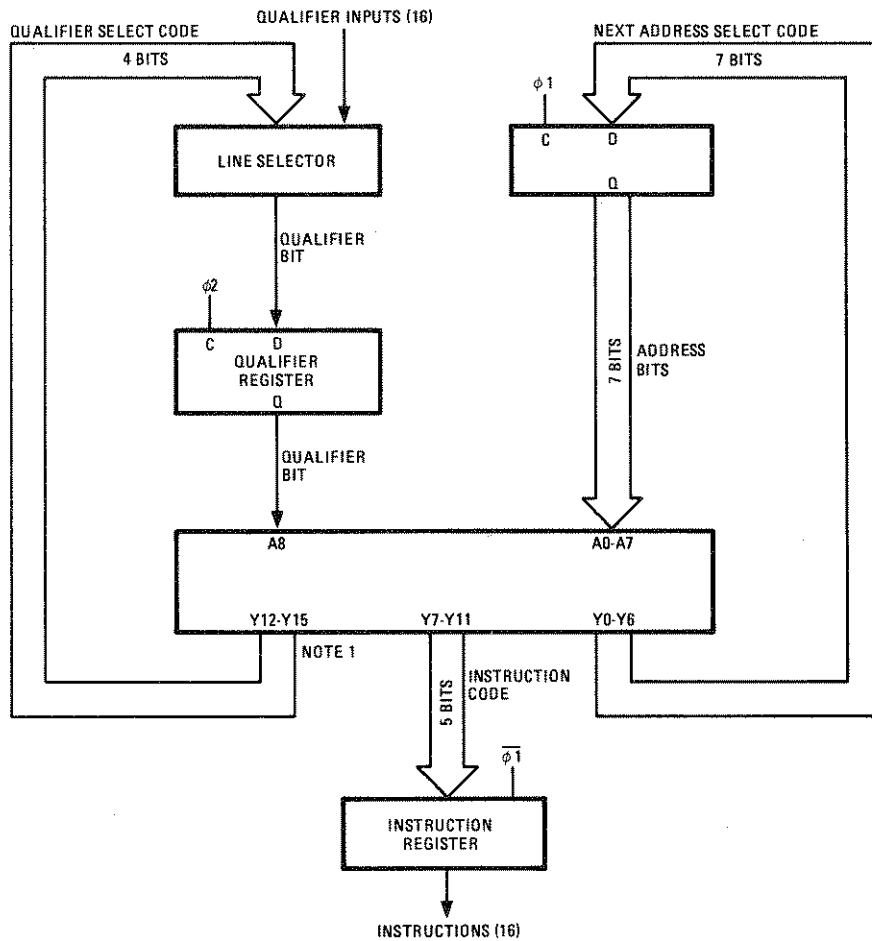 QUALIFIER SELECT CODE
4 BITS
QUALIFIER INPUTS (16)
NEXT ADDRESS SELECT CODE
7 BITS
ϕ1
C D
Q
LINE SELECTOR
QUALIFIER
BIT
ϕ2
C D
QUALIFIER
REGISTER
Q
QUALIFIER
BIT
7 BITS
ADDRESS
BITS
A8
A0-A7
Y12-Y15
Y7-Y11
Y0-Y6
NOTE 1
5 BITS
INSTRUCTION
CODE
ϕ1̅
INSTRUCTION
REGISTER
INSTRUCTIONS (16)